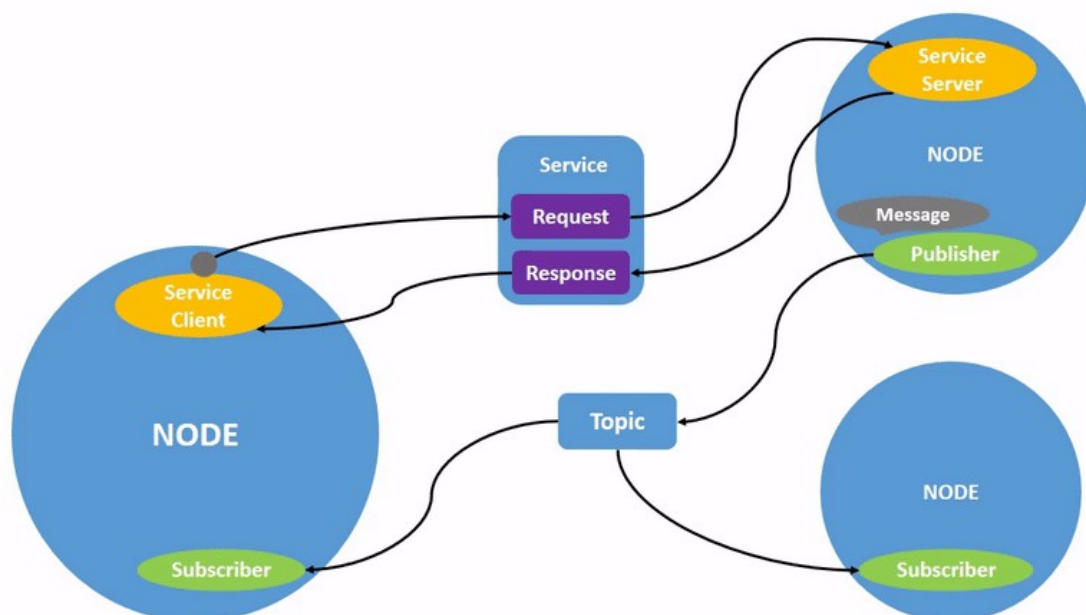 Service
Server
NODE
Message
Publisher
Service
Request
Response
Service
Client
NODE
Subscriber
Topic
NODE
Subscriber